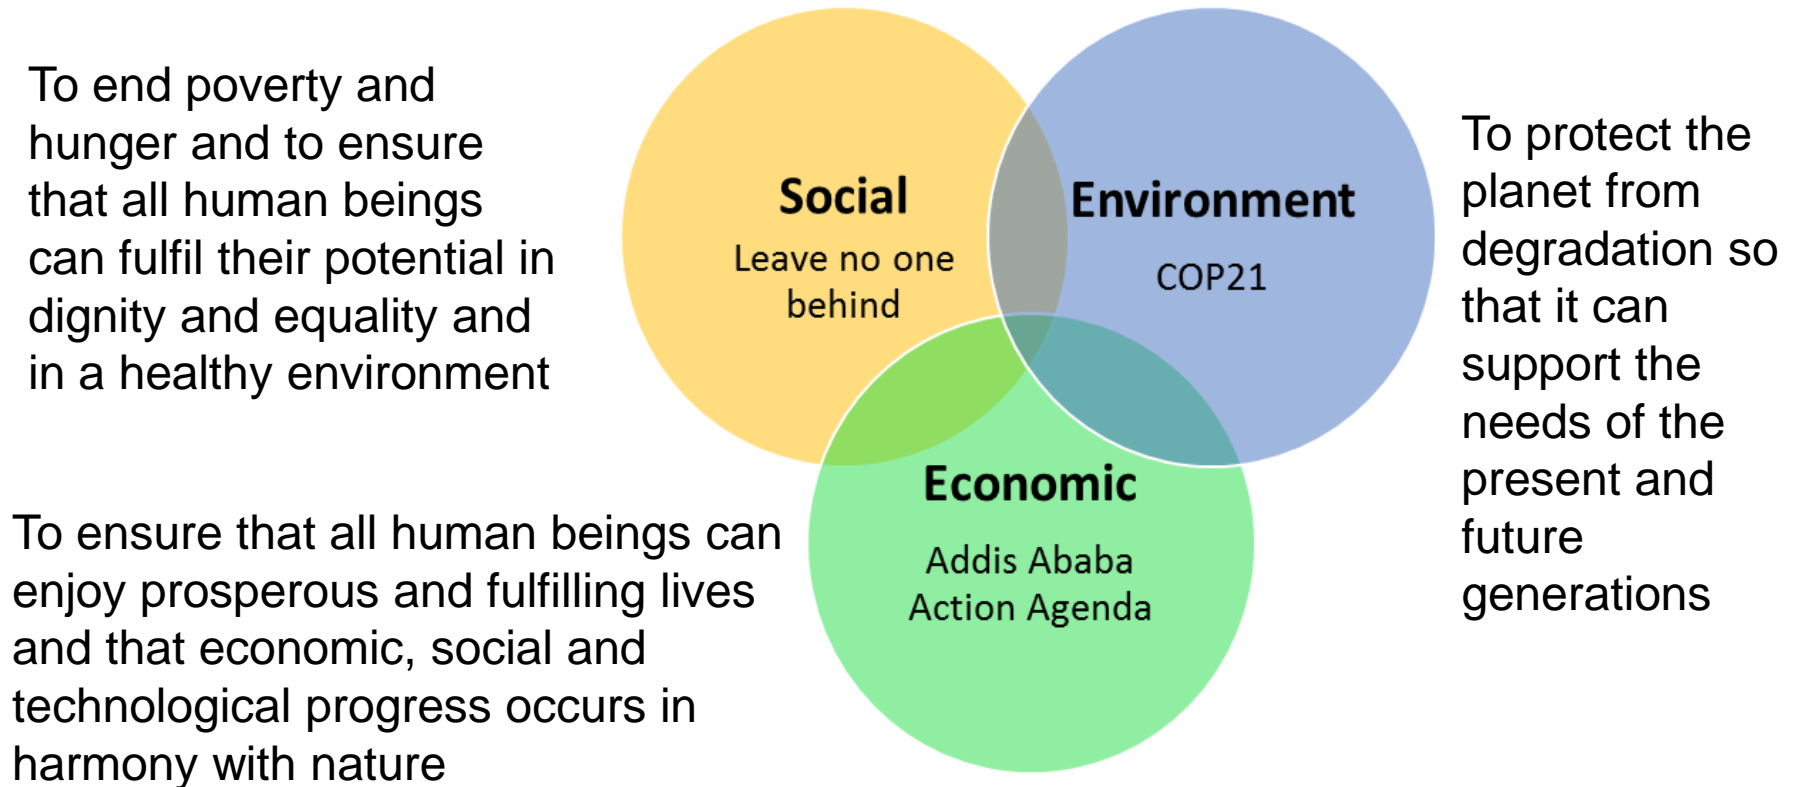 To end poverty and
hunger and to ensure
that all human beings
can fulfil their potential in
dignity and equality and
in a healthy environment
Social
Leave no one
behind
Environment
COP21
To protect the
planet from
degradation so
that it can
support the
needs of the
present and
future
generations
To ensure that all human beings can
enjoy prosperous and fulfilling lives
and that economic, social and
technological progress occurs in
harmony with nature
Economic
Addis Ababa
Action Agenda